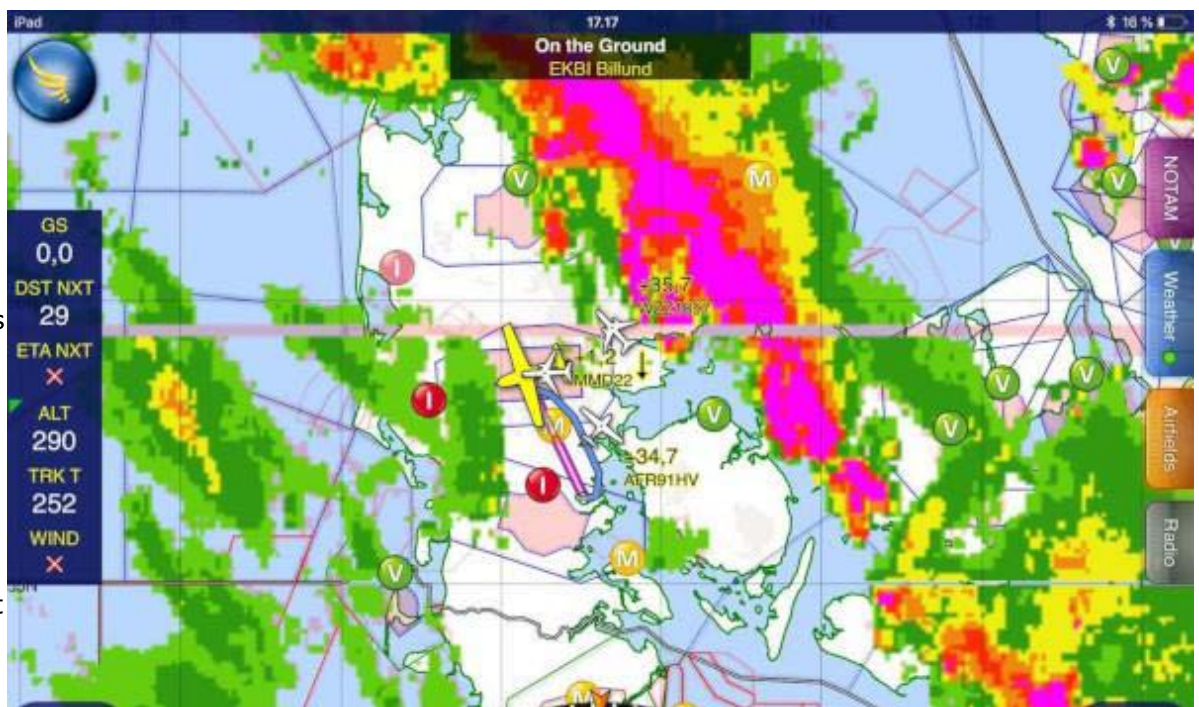 iPad
17.17
16 %
On the Ground
EKBI Billund
V
V
M
V
I
NOTAM
GS
0,0
DST NXT
29
ETA NXT
×
ALT
290
TRK T
252
WIND
×
Weather
Airfields
Radio
-35,7
+1,2
MMD22
-34,7
AFR91HV
I
M
I
V
V
V
V
M
V
M